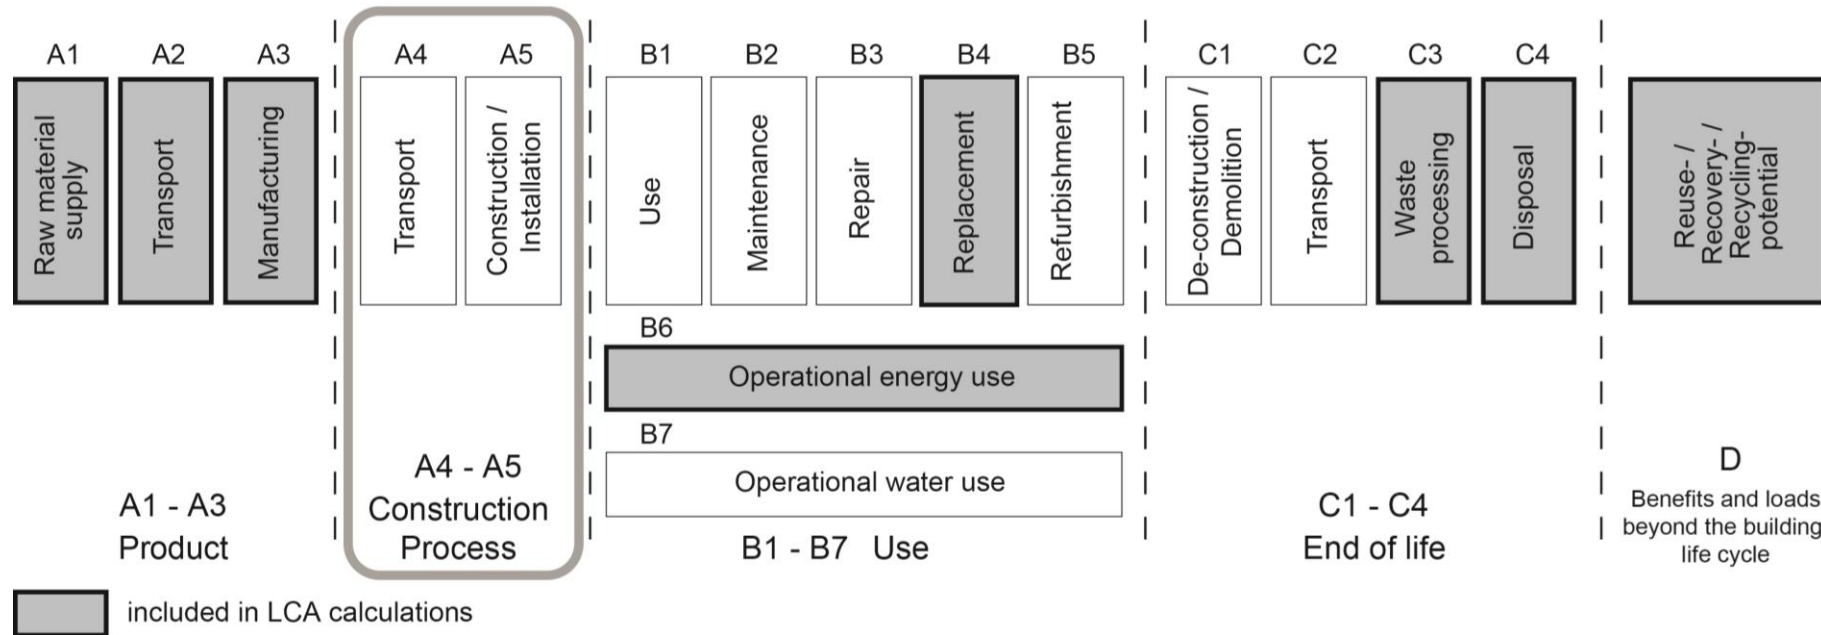 A1
A2
A3
A4
A5
B1
B2
B3
B4
B5
C1
C2
C3
C4
Raw material
supply
Transport
Manufacturing
Transport
Construction /
Installation
Use
Maintenance
Repair
Replacement
Refurbishment
De-construction /
Demolition
Transport
Waste
processing
Disposal
Reuse- /
Recovery- /
Recycling-
potential
B6
Operational energy use
B7
Operational water use
A1 - A3
Product
A4 - A5
Construction
Process
B1 - B7 Use
C1 - C4
End of life
D
Benefits and loads
beyond the building
life cycle
included in LCA calculations